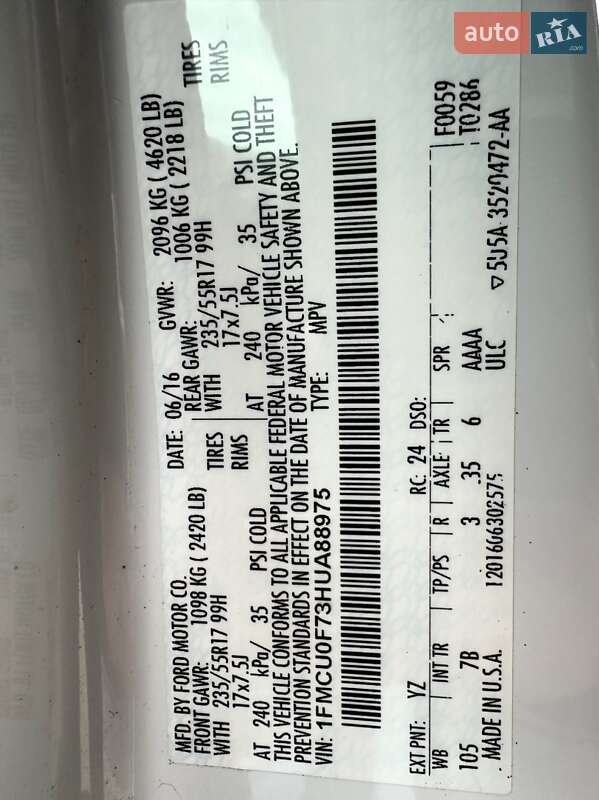 auto RIA.com
MFD. BY FORD MOTOR CO. DATE: 06/16 GVWR: 2096 KG ( 4620 LB)
FRONT GAWR: 1098 KG ( 2420 LB) REAR GAWR: 1006 KG ( 2218 LB)
WITH 235/55R17 99H TIRES WITH 235/55R17 99H TIRES
17x7.5J RIMS 17x7.5J RIMS
AT 240 kPa/ 35 PSI COLD AT 240 kPa/ 35 PSI COLD
THIS VEHICLE CONFORMS TO ALL APPLICABLE FEDERAL MOTOR VEHICLE SAFETY AND THEFT
PREVENTION STANDARDS IN EFFECT ON THE DATE OF MANUFACTURE SHOWN ABOVE.
VIN: 1FMCU0F73HUA88975 TYPE: MPV
EXT PNT: YZ RC: 24 DSO: F0059
WB INT TR TP/PS R AXLE TR SPR T0286
105 7B 3 .35 6 AAAA
MADE IN U.S.A. ULC